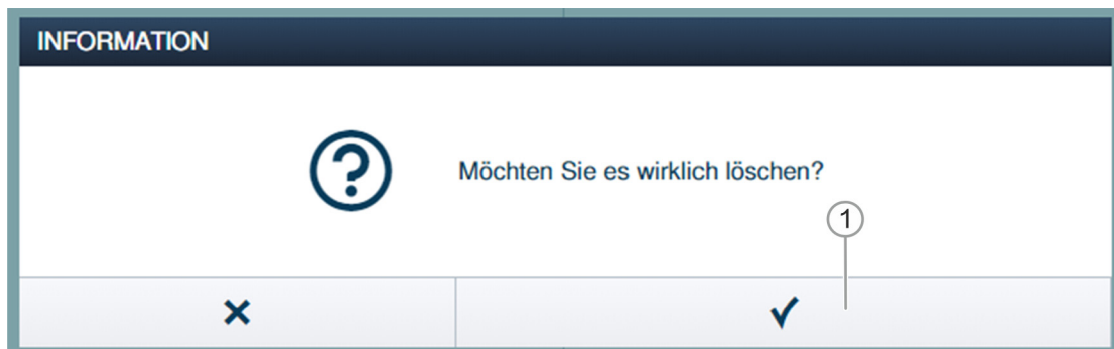 INFORMATION
Möchten Sie es wirklich löschen?
1